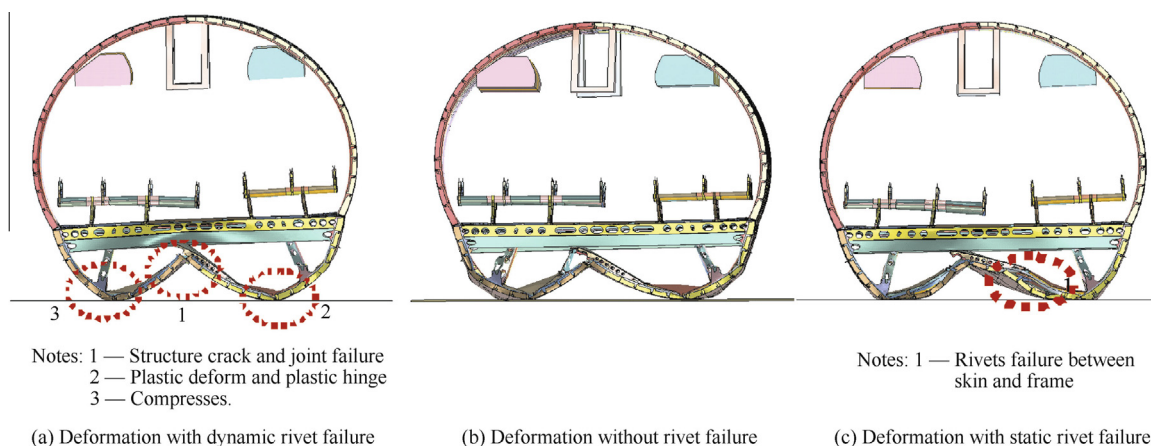 3
1
2
1
Notes: 1 — Structure crack and joint failure
2 — Plastic deform and plastic hinge
3 — Compresses.
Notes: 1 — Rivets failure between
skin and frame
(a) Deformation with dynamic rivet failure
(b) Deformation without rivet failure
(c) Deformation with static rivet failure